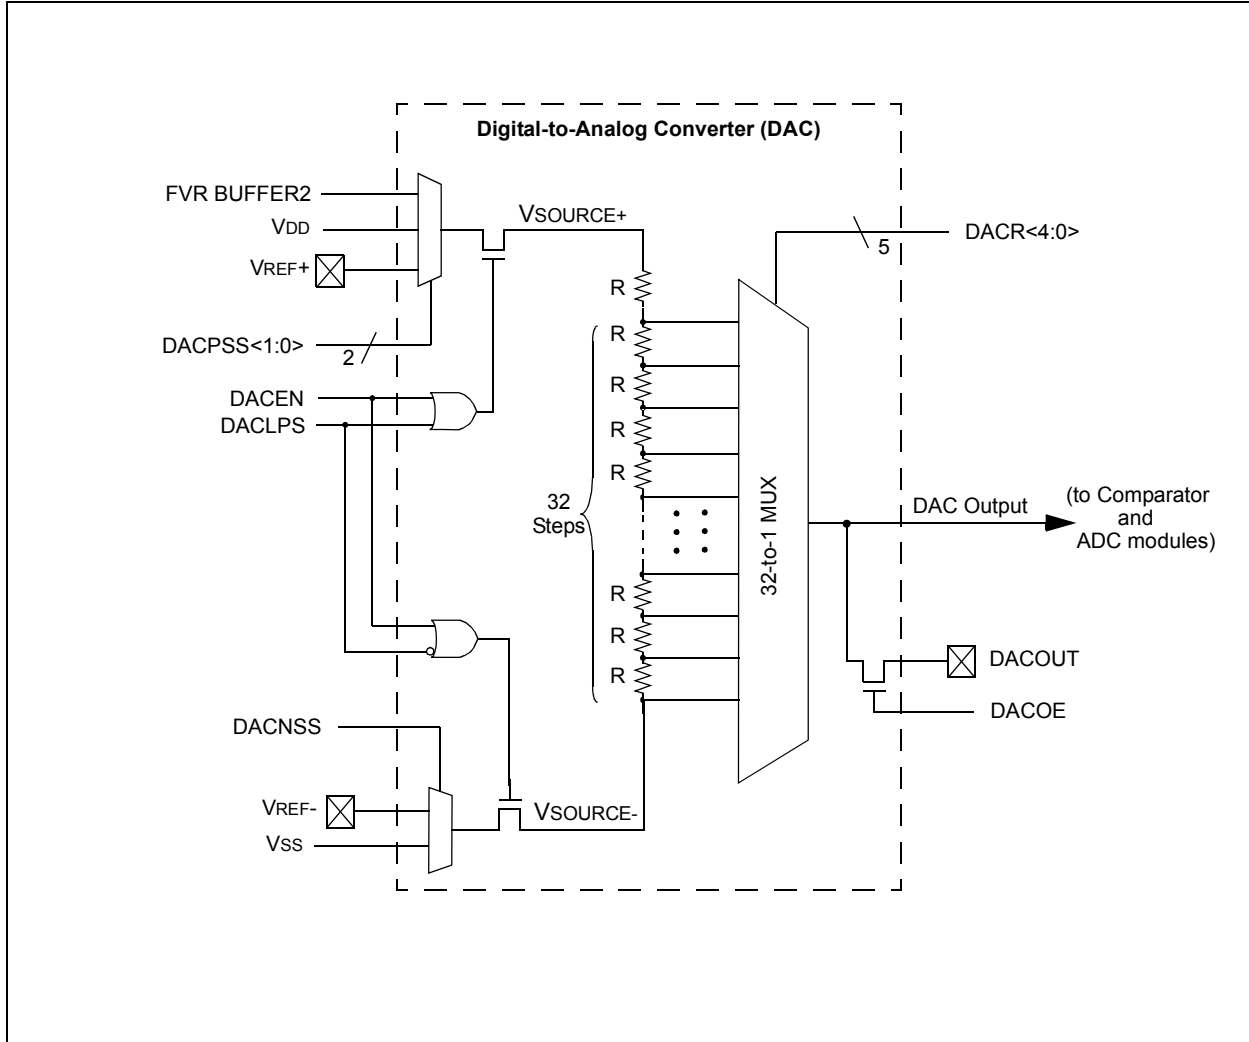 Digital-to-Analog Converter (DAC)
FVR BUFFER2
VDD
VREF+
DACPSS<1:0>
2
DACEN
DACLPS
VSOURCE+
R
R
R
R
R
32
Steps
R
R
R
32-to-1 MUX
5
DACR<4:0>
DAC Output
(to Comparator
and
ADC modules)
DACOUT
DACOE
DACNSS
VREF-
VSS
VSOURCE-